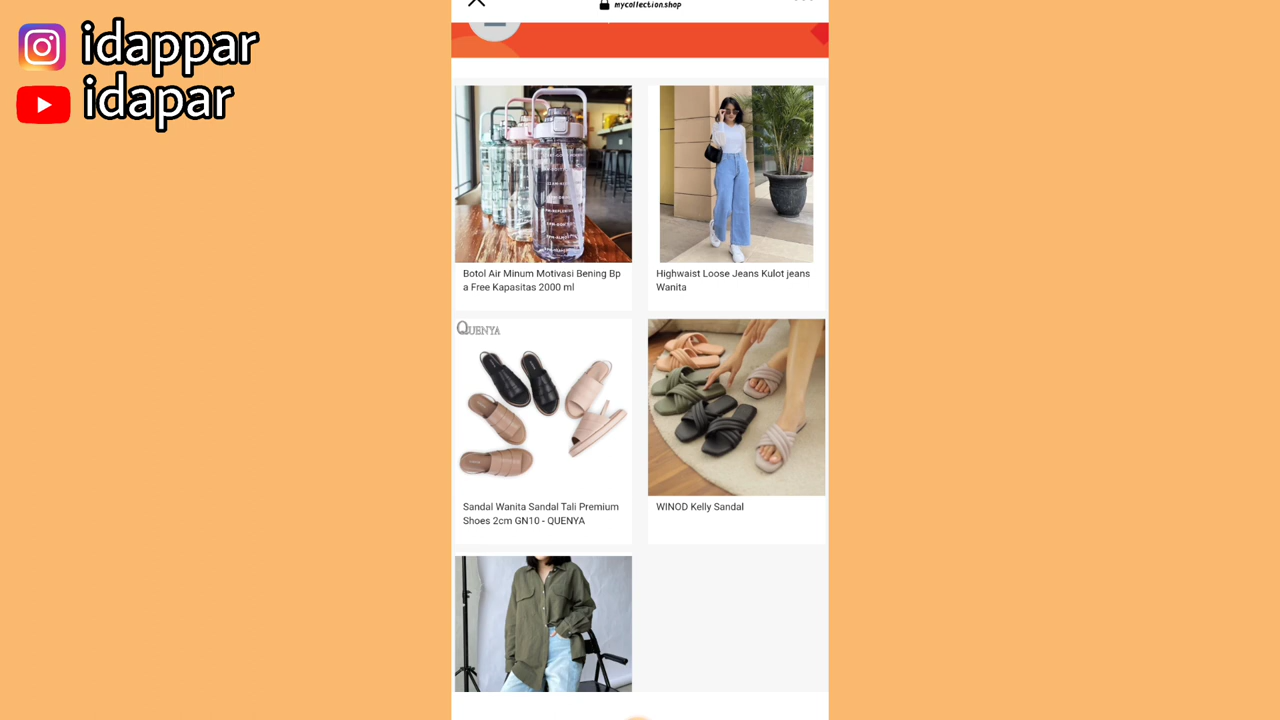 idappar
idapar
mycollection.shop
Botol Air Minum Motivasi Bening Bp
a Free Kapasitas 2000 ml
Highwaist Loose Jeans Kulot jeans
Wanita
QUENYA
Sandal Wanita Sandal Tali Premium
Shoes 2cm GN10 - QUENYA
WINOD Kelly Sandal